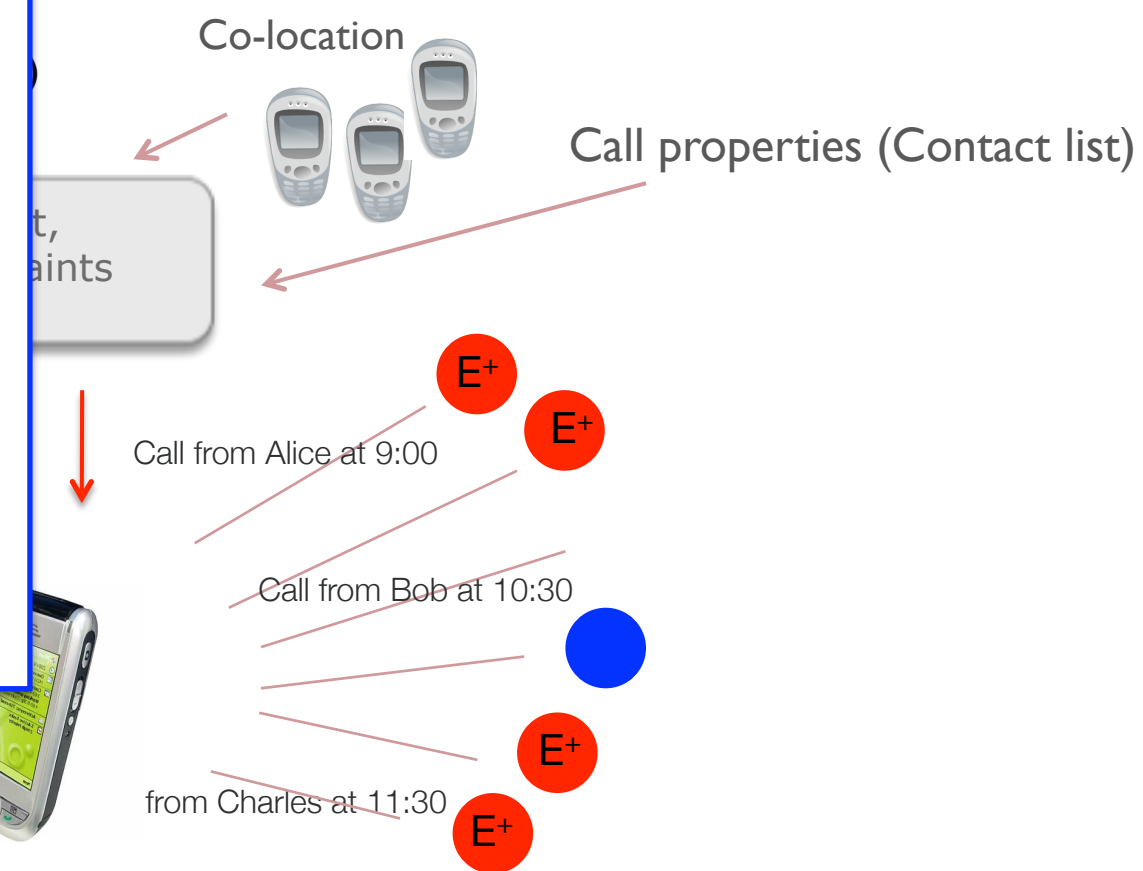 Co-location
Call properties (Contact list)
t,
aints
E+
E+
Call from Alice at 9:00
Call from Bob at 10:30
E+
from Charles at 11:30
E+